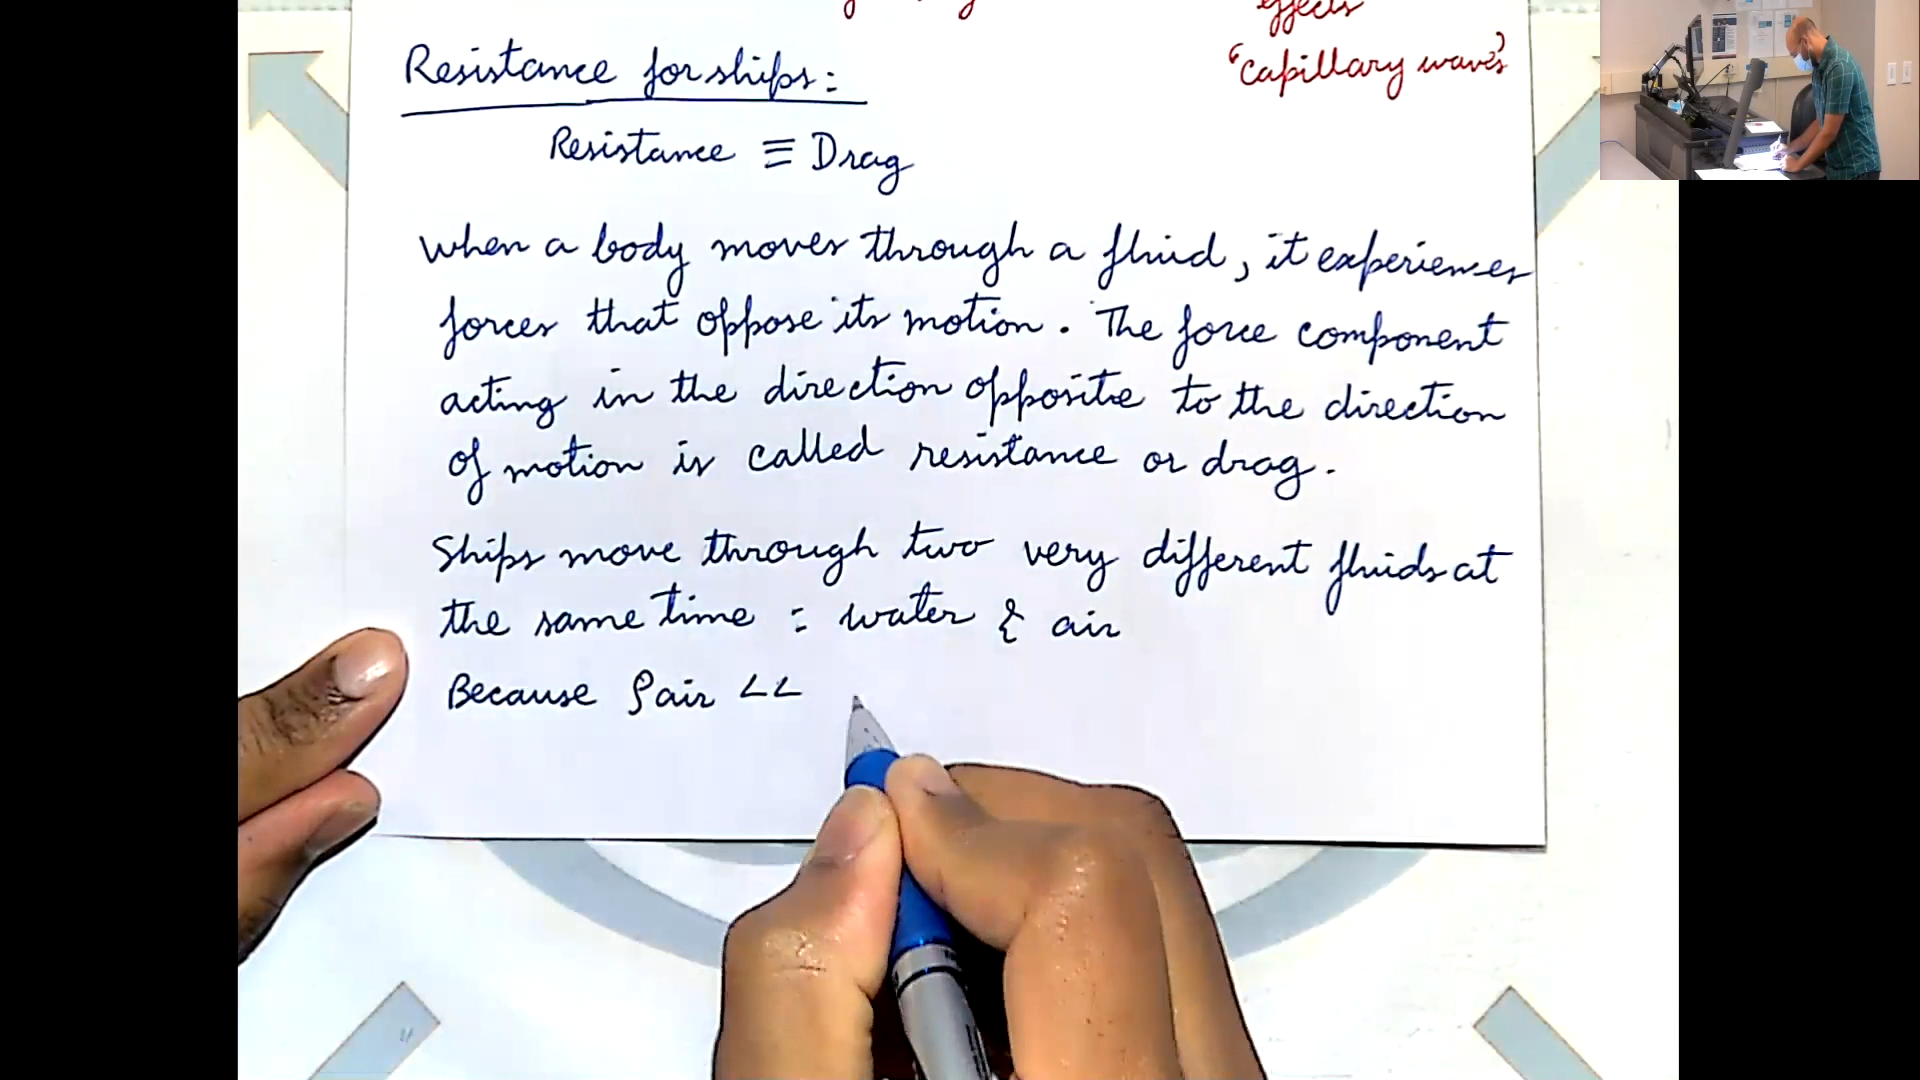 effects
"capillary waves"
Resistance for ships:
Resistance ≡ Drag
When a body moves through a fluid, it experiences
forces that oppose its motion. The force component
acting in the direction opposite to the direction
of motion is called resistance or drag.
Ships move through two very different fluids at
the same time : water & air
Because ρair <<